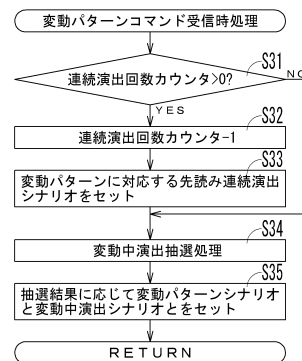 変動パターンコマンド受信時処理
S31
連続演出回数カウンタ>0?
NO
YES
S32
連続演出回数カウンタ-1
S33
変動パターンに対応する先読み連続演出
シナリオをセット
S34
変動中演出抽選処理
S35
抽選結果に応じて変動パターンシナリオ
と変動中演出シナリオとをセット
RETURN